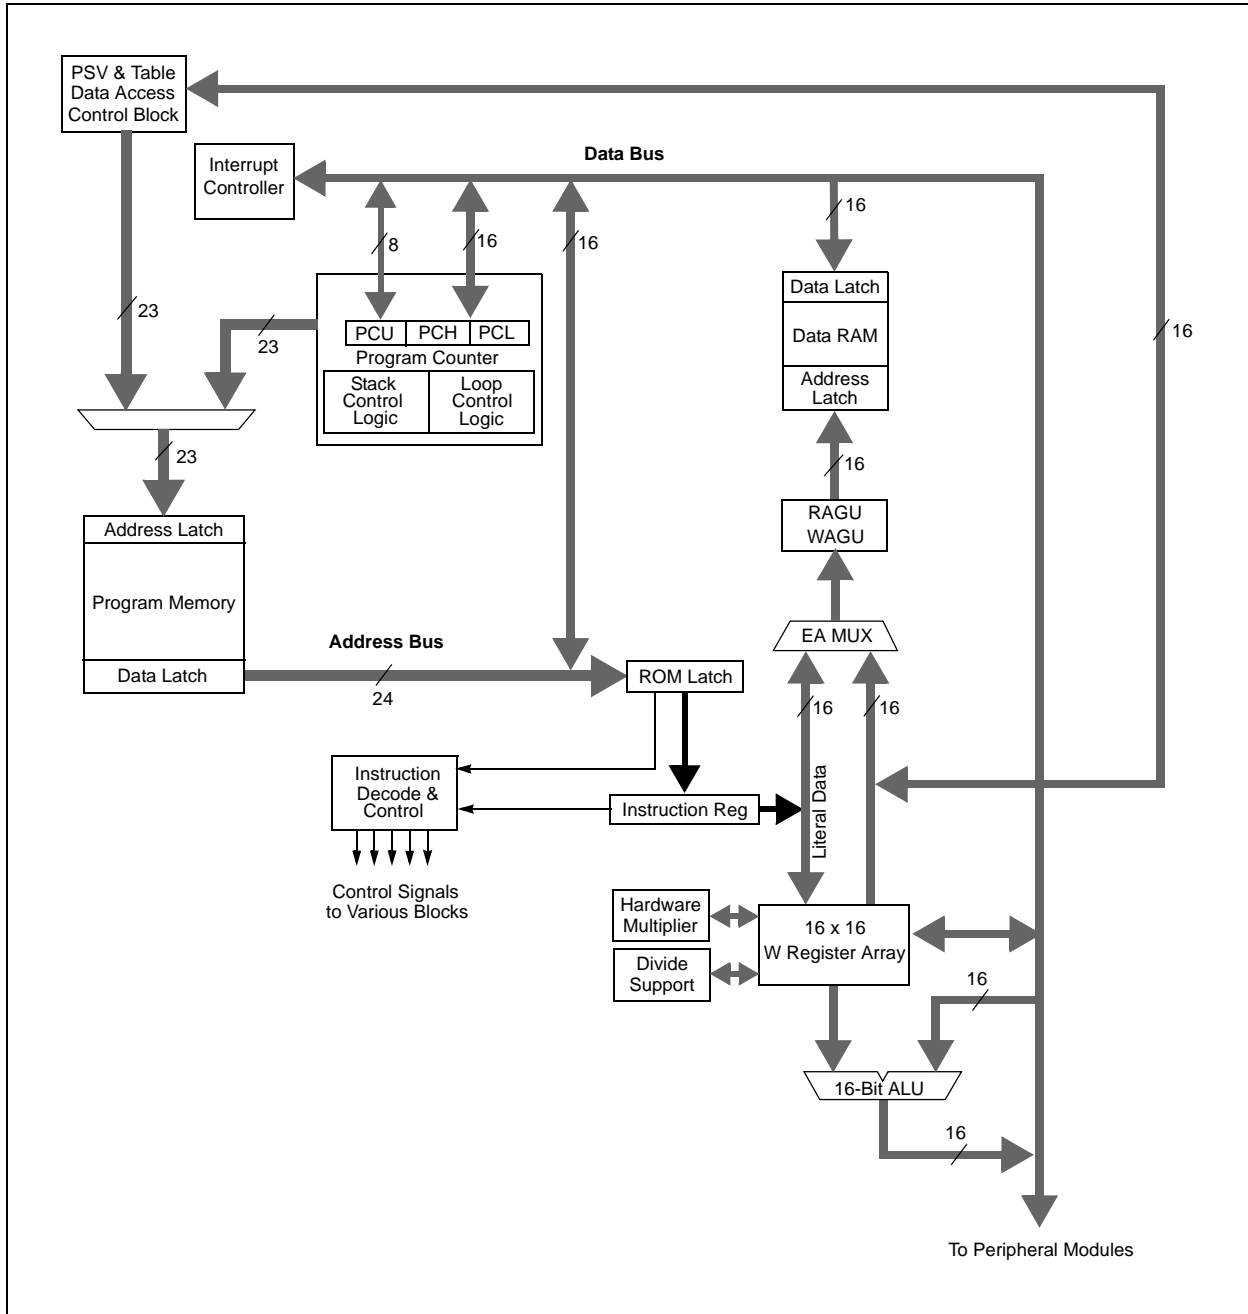 PSV & Table
Data Access
Control Block
Interrupt
Controller
Data Bus
8
16
16
16
16
23
23
PCU
PCH
PCL
Program Counter
Stack
Control
Logic
Loop
Control
Logic
Data Latch
Data RAM
Address
Latch
23
16
RAGU
WAGU
Address Latch
Program Memory
Data Latch
Address Bus
24
ROM Latch
EA MUX
16
16
Instruction
Decode &
Control
Instruction Reg
Literal Data
Control Signals
to Various Blocks
Hardware
Multiplier
Divide
Support
16 x 16
W Register Array
16
16-Bit ALU
16
To Peripheral Modules